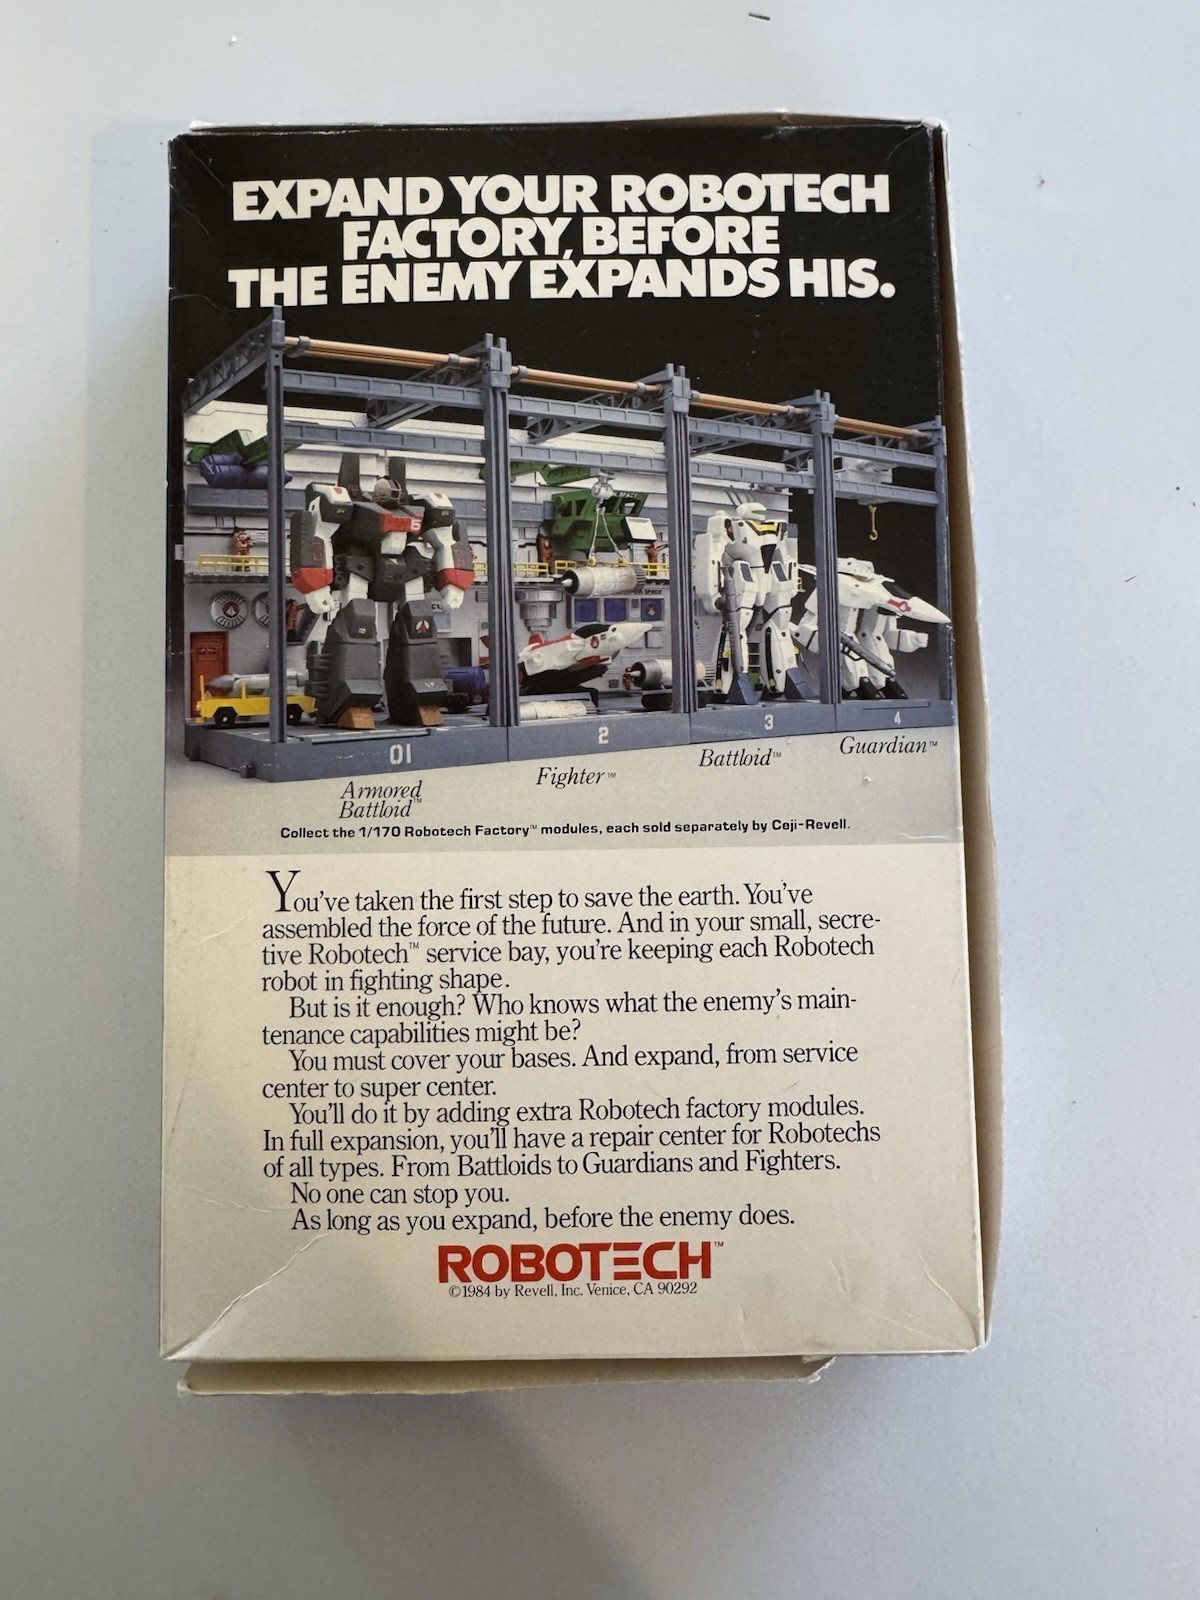 EXPAND YOUR ROBOTECH
FACTORY, BEFORE
THE ENEMY EXPANDS HIS.
5
SPACE
SPACE
01
2
3
4
Armored
Battloid™
Fighter™
Battloid™
Guardian™
Collect the 1/170 Robotech Factory™ modules, each sold separately by Ceji-Revell.
You've taken the first step to save the earth. You've
assembled the force of the future. And in your small, secre-
tive Robotech™ service bay, you're keeping each Robotech
robot in fighting shape.
But is it enough? Who knows what the enemy's main-
tenance capabilities might be?
You must cover your bases. And expand, from service
center to super center.
You'll do it by adding extra Robotech factory modules.
In full expansion, you'll have a repair center for Robotechs
of all types. From Battloids to Guardians and Fighters.
No one can stop you.
As long as you expand, before the enemy does.
ROBOTECH™
©1984 by Revell, Inc. Venice, CA 90292